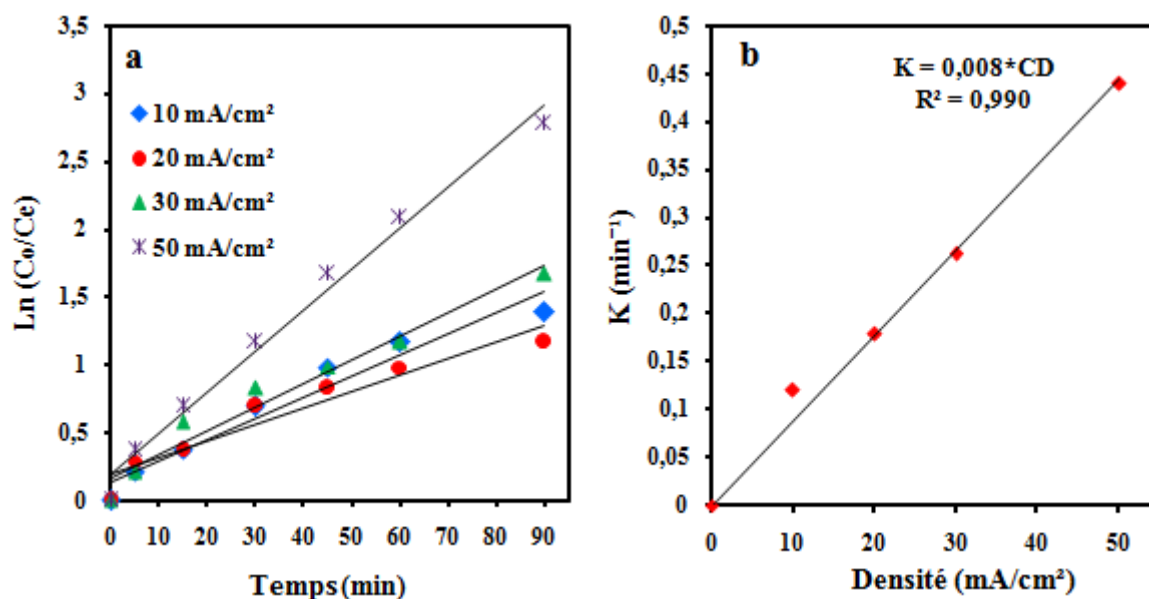 a
Ln (Co/Ce)
3,5
3
2,5
2
1,5
1
0,5
0
10 mA/cm²
20 mA/cm²
30 mA/cm²
50 mA/cm²
0 10 20 30 40 50 60 70 80 90
Temps (min)
b
K (min⁻¹)
0,5
0,45
0,4
0,35
0,3
0,25
0,2
0,15
0,1
0,05
0
K = 0,008*CD
R² = 0,990
0 10 20 30 40 50
Densité (mA/cm²)